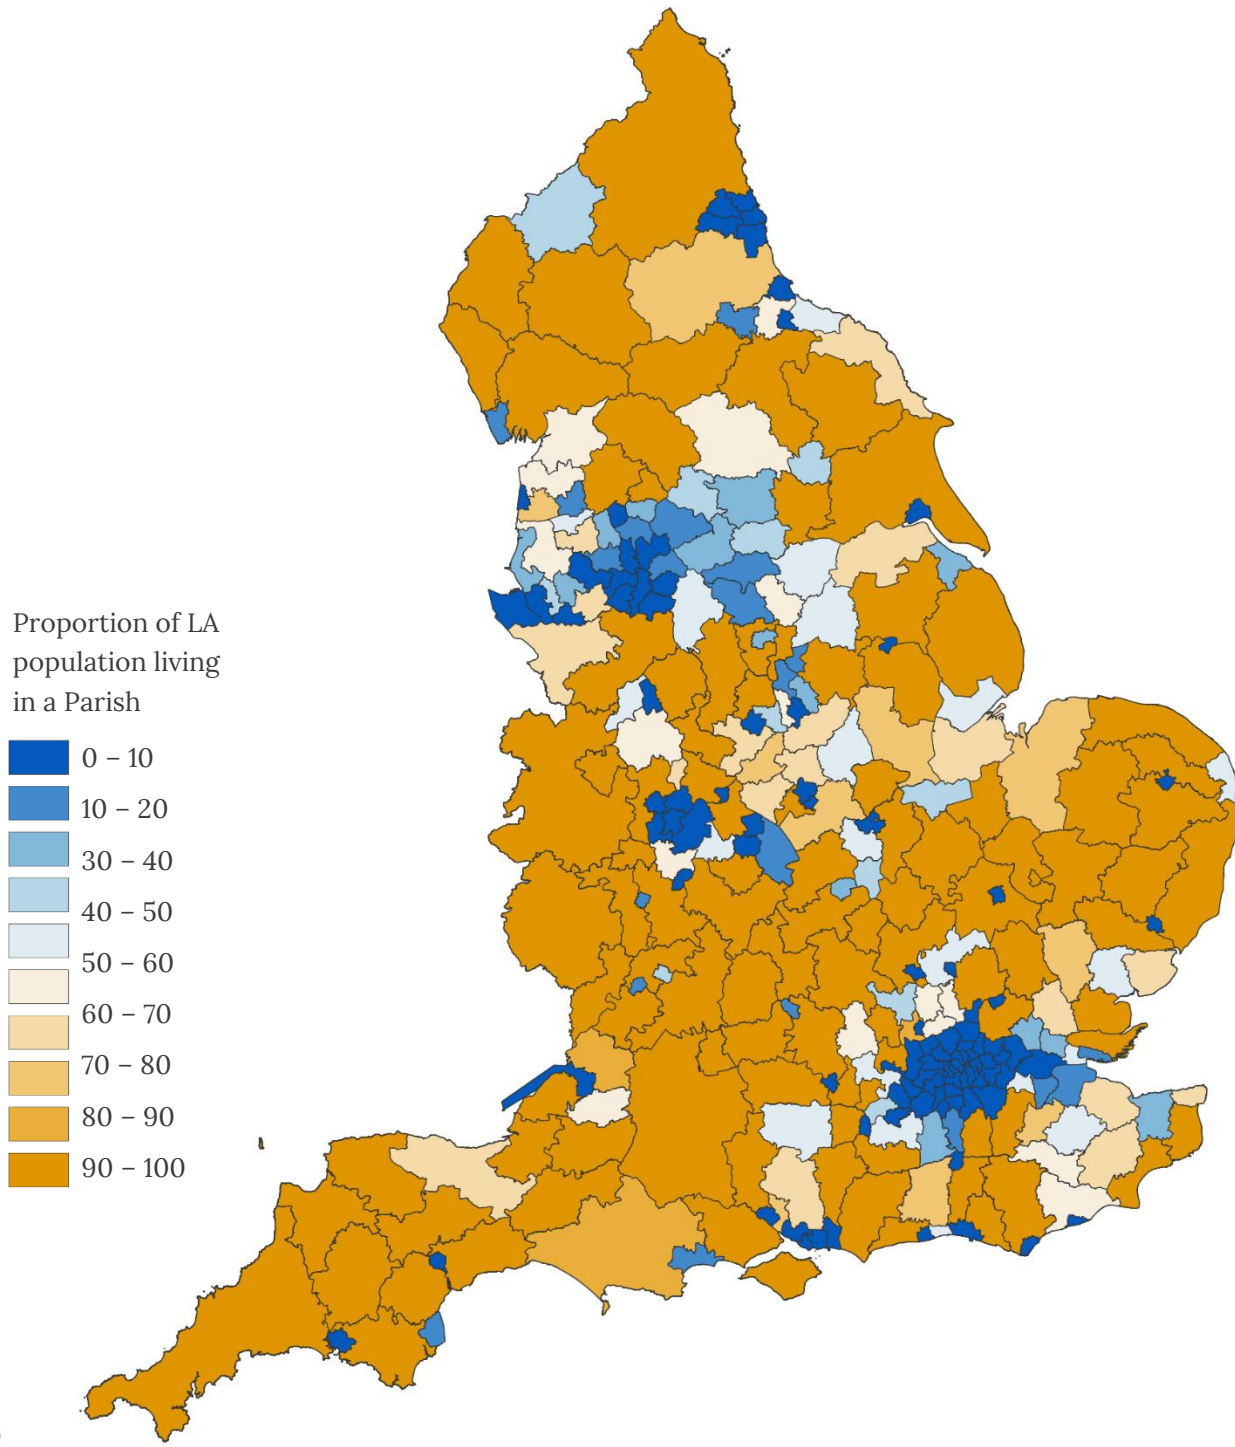 Proportion of LA
population living
in a Parish
0 – 10
10 – 20
30 – 40
40 – 50
50 – 60
60 – 70
70 – 80
80 – 90
90 – 100